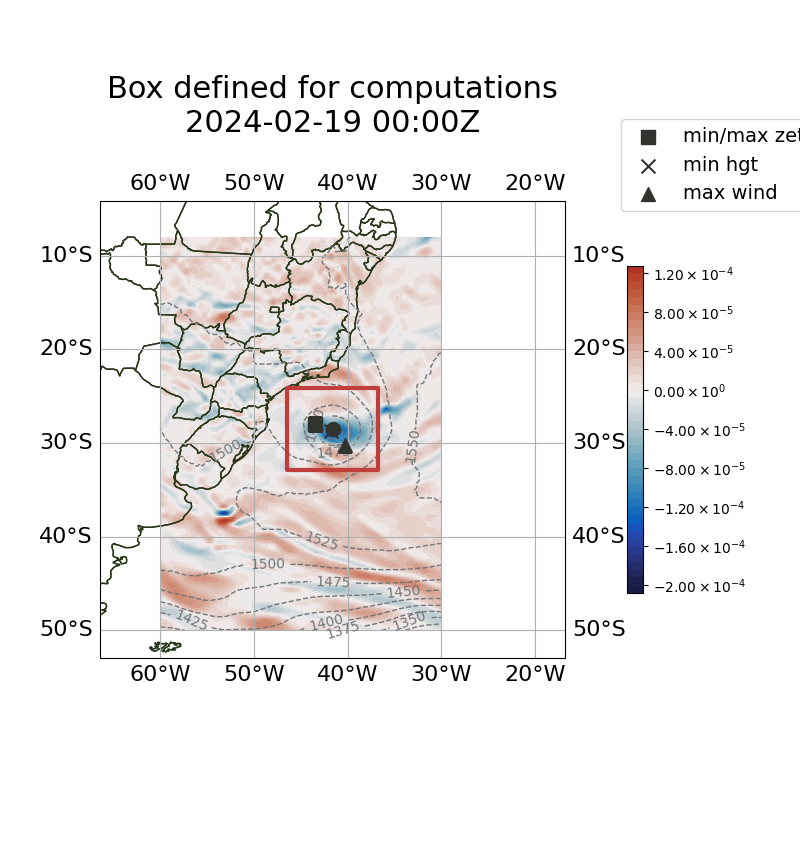 Box defined for computations
2024-02-19 00:00Z
min/max zet
min hgt
max wind
60°W 50°W 40°W 30°W 20°W
10°S 10°S
1.20 × 10⁻⁴
8.00 × 10⁻⁵
20°S 20°S
4.00 × 10⁻⁵
0.00 × 10⁰
−4.00 × 10⁻⁵
30°S 30°S
1500
1550
−8.00 × 10⁻⁵
−1.20 × 10⁻⁴
40°S 40°S
1525
−1.60 × 10⁻⁴
1500
1475
1450
−2.00 × 10⁻⁴
1425
1400
1375
1350
50°S 50°S
60°W 50°W 40°W 30°W 20°W